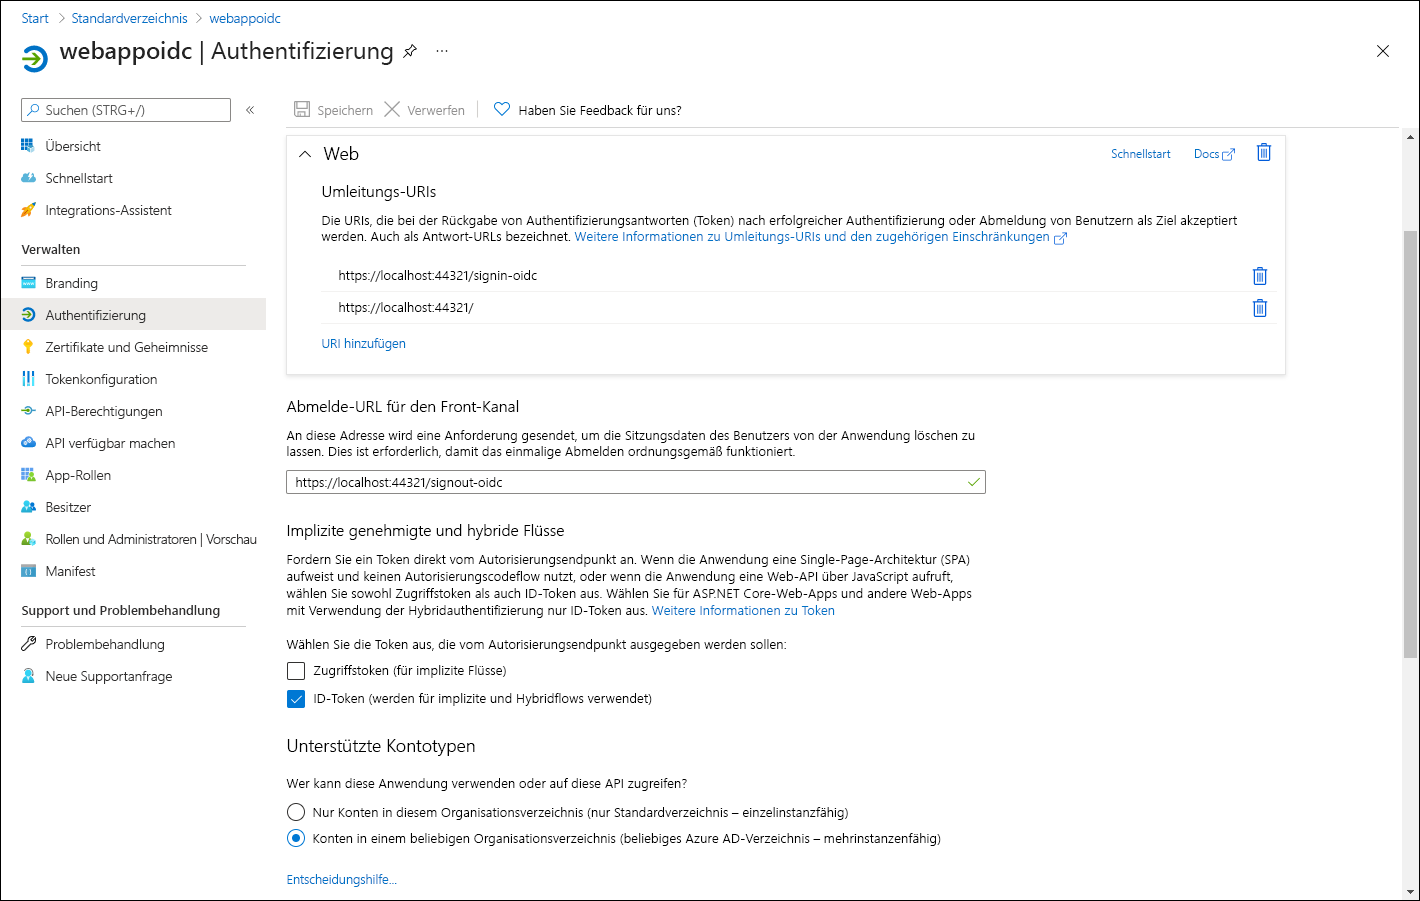 Start > Standardverzeichnis > webappoidc
webappoidc | Authentifizierung ...
Suchen (STRG+/) «
Übersicht
Schnellstart
Integrations-Assistent
Verwalten
Branding
Authentifizierung
Zertifikate und Geheimnisse
Tokenkonfiguration
API-Berechtigungen
API verfügbar machen
App-Rollen
Besitzer
Rollen und Administratoren | Vorschau
Manifest
Support und Problembehandlung
Problembehandlung
Neue Supportanfrage
Speichern Verwerfen Haben Sie Feedback für uns?
Web Schnellstart Docs
Umleitungs-URIs
Die URIs, die bei der Rückgabe von Authentifizierungsantworten (Token) nach erfolgreicher Authentifizierung oder Abmeldung von Benutzern als Ziel akzeptiert
werden. Auch als Antwort-URLs bezeichnet. Weitere Informationen zu Umleitungs-URIs und den zugehörigen Einschränkungen
https://localhost:44321/signin-oidc
https://localhost:44321/
URI hinzufügen
Abmelde-URL für den Front-Kanal
An diese Adresse wird eine Anforderung gesendet, um die Sitzungsdaten des Benutzers von der Anwendung löschen zu
lassen. Dies ist erforderlich, damit das einmalige Abmelden ordnungsgemäß funktioniert.
https://localhost:44321/signout-oidc
Implizite genehmigte und hybride Flüsse
Fordern Sie ein Token direkt vom Autorisierungsendpunkt an. Wenn die Anwendung eine Single-Page-Architektur (SPA)
aufweist und keinen Autorisierungscodeflow nutzt, oder wenn die Anwendung eine Web-API über JavaScript aufruft,
wählen Sie sowohl Zugriffstoken als auch ID-Token aus. Wählen Sie für ASP.NET Core-Web-Apps und andere Web-Apps
mit Verwendung der Hybridauthentifizierung nur ID-Token aus. Weitere Informationen zu Token
Wählen Sie die Token aus, die vom Autorisierungsendpunkt ausgegeben werden sollen:
Zugriffstoken (für implizite Flüsse)
ID-Token (werden für implizite und Hybridflows verwendet)
Unterstützte Kontotypen
Wer kann diese Anwendung verwenden oder auf diese API zugreifen?
Nur Konten in diesem Organisationsverzeichnis (nur Standardverzeichnis – einzelinstanzfähig)
Konten in einem beliebigen Organisationsverzeichnis (beliebiges Azure AD-Verzeichnis – mehrinstanzenfähig)
Entscheidungshilfe...